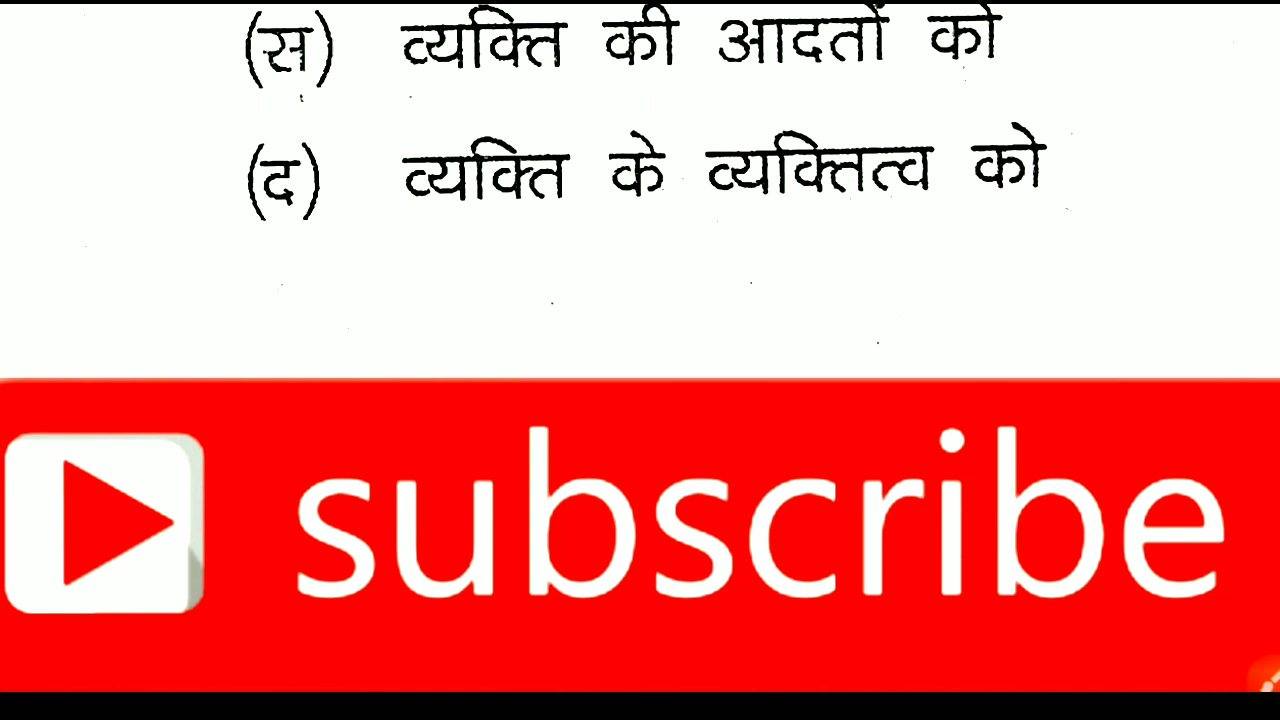 (स) व्यक्ति की आदतों को
(द) व्यक्ति के व्यक्तित्व को
subscribe